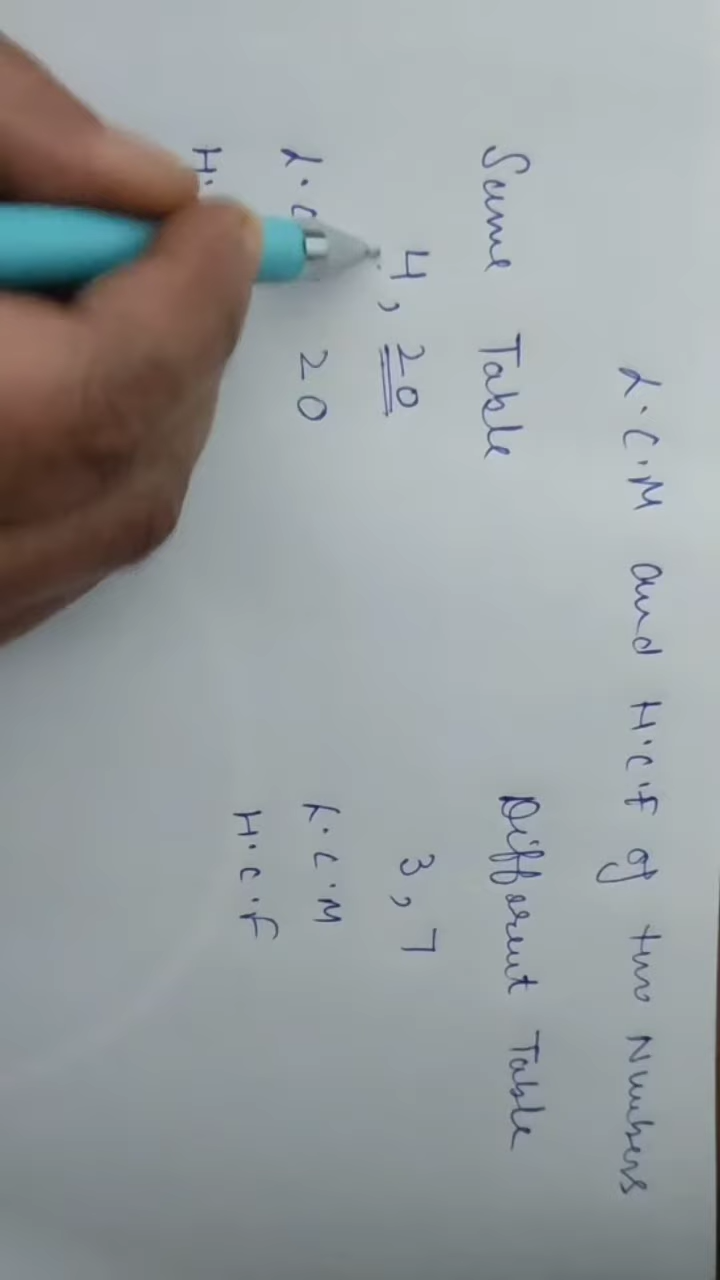 L.C.M and H.C.F of two Numbers
Same Table
Different Table
4, 20
3, 7
20
L.C.M
H.C.F